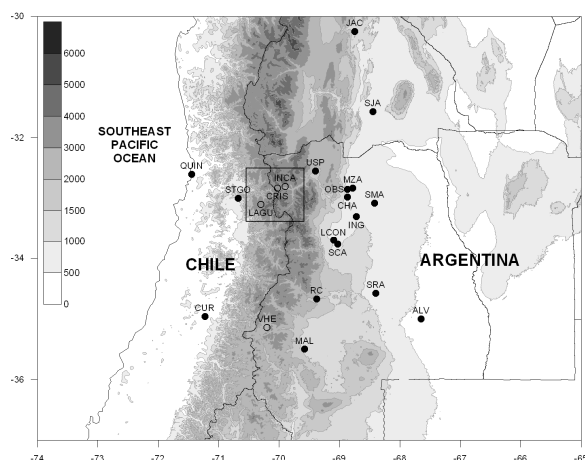 -30
JAC
6000
5000
4000
3000
2000
1500
1000
500
0
SJA
-32
SOUTHEAST
PACIFIC
OCEAN
QUIN
USP
STGO
INCA
CRIS
LAGU
OBS
MZA
CHA
SMA
ING
LCON
SCA
-34
CHILE
ARGENTINA
RC
SRA
CUR
VHE
ALV
MAL
-36
-74
-73
-72
-71
-70
-69
-68
-67
-66
-65